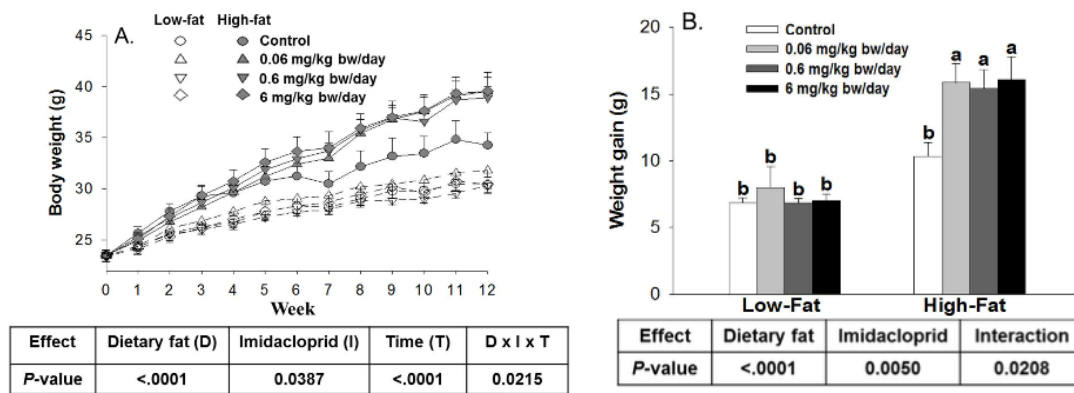 A.
Low-fat High-fat
Control
0.06 mg/kg bw/day
0.6 mg/kg bw/day
6 mg/kg bw/day
Body weight (g)
45
40
35
30
25
0 1 2 3 4 5 6 7 8 9 10 11 12
Week
Effect Dietary fat (D) Imidacloprid (I) Time (T) D x I x T
P-value <.0001 0.0387 <.0001 0.0215
B.
Control
0.06 mg/kg bw/day
0.6 mg/kg bw/day
6 mg/kg bw/day
Weight gain (g)
20
15
10
5
0
b b b b b a a a
Low-Fat High-Fat
Effect Dietary fat Imidacloprid Interaction
P-value <.0001 0.0050 0.0208